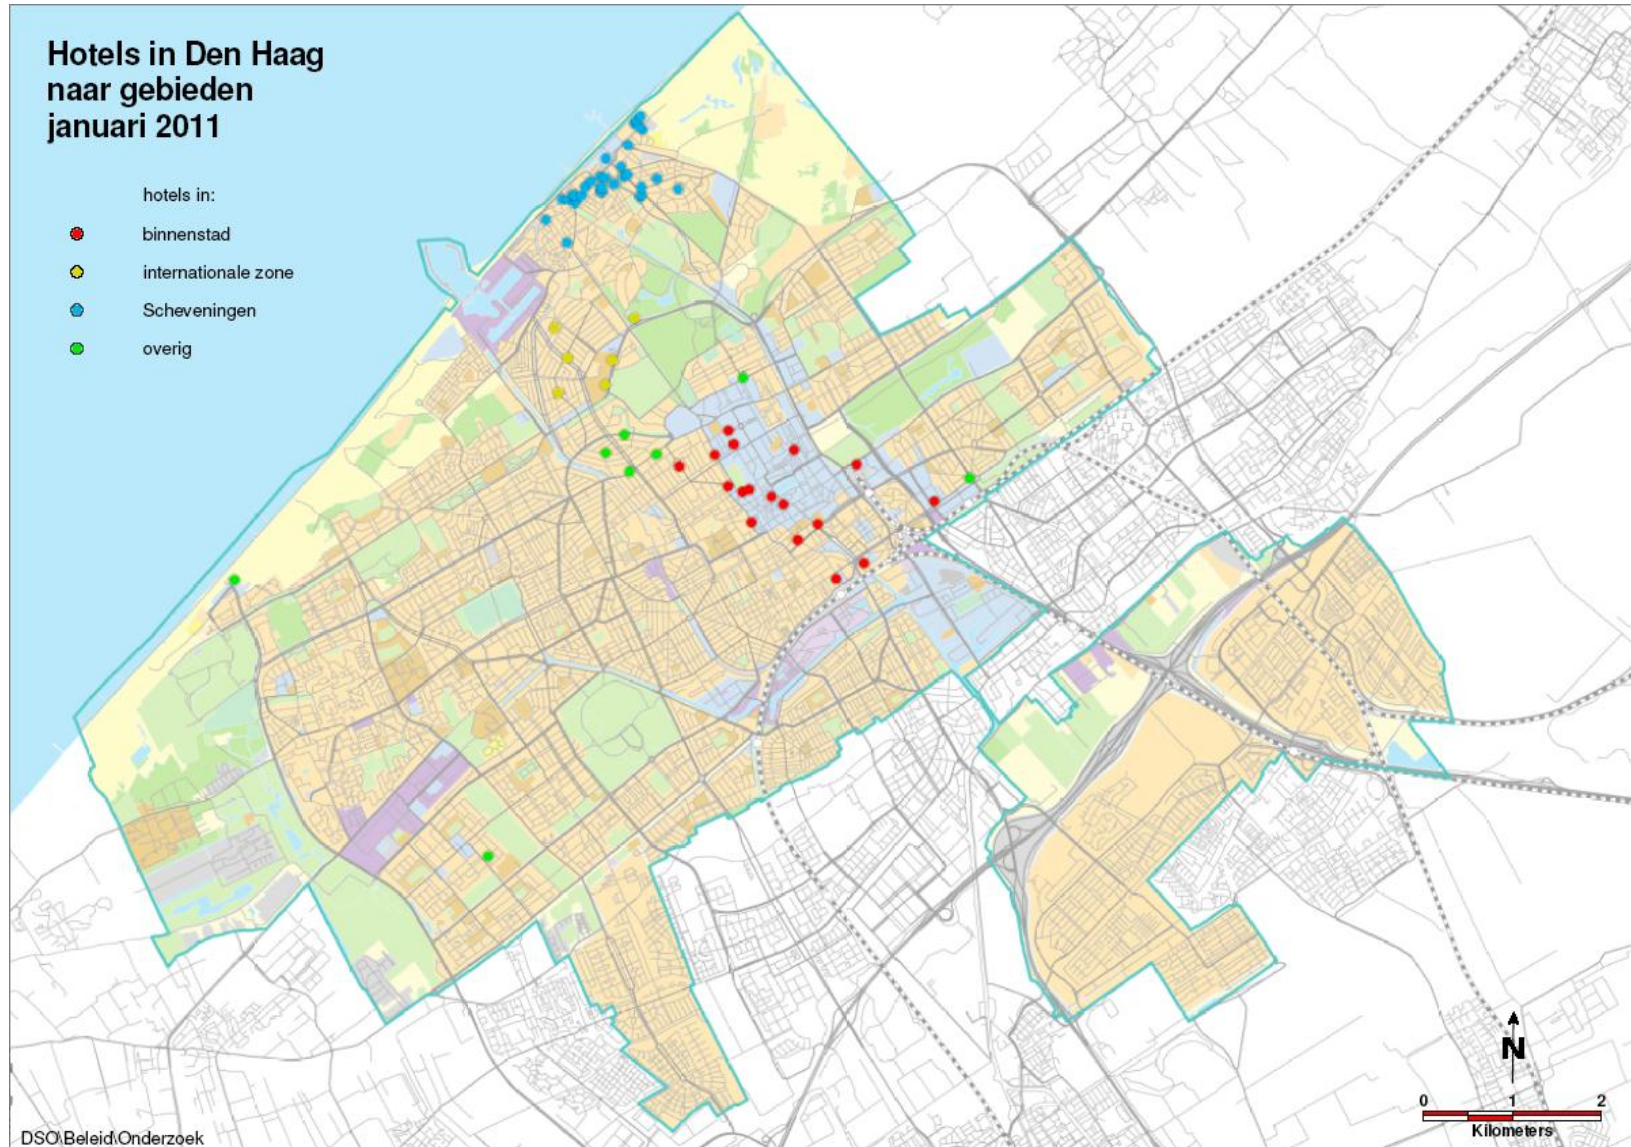 Hotels in Den Haag
naar gebieden
januari 2011
hotels in:
binnenstad
internationale zone
Scheveningen
overig
N
0 1 2
Kilometers
DSO\Beleid\Onderzoek